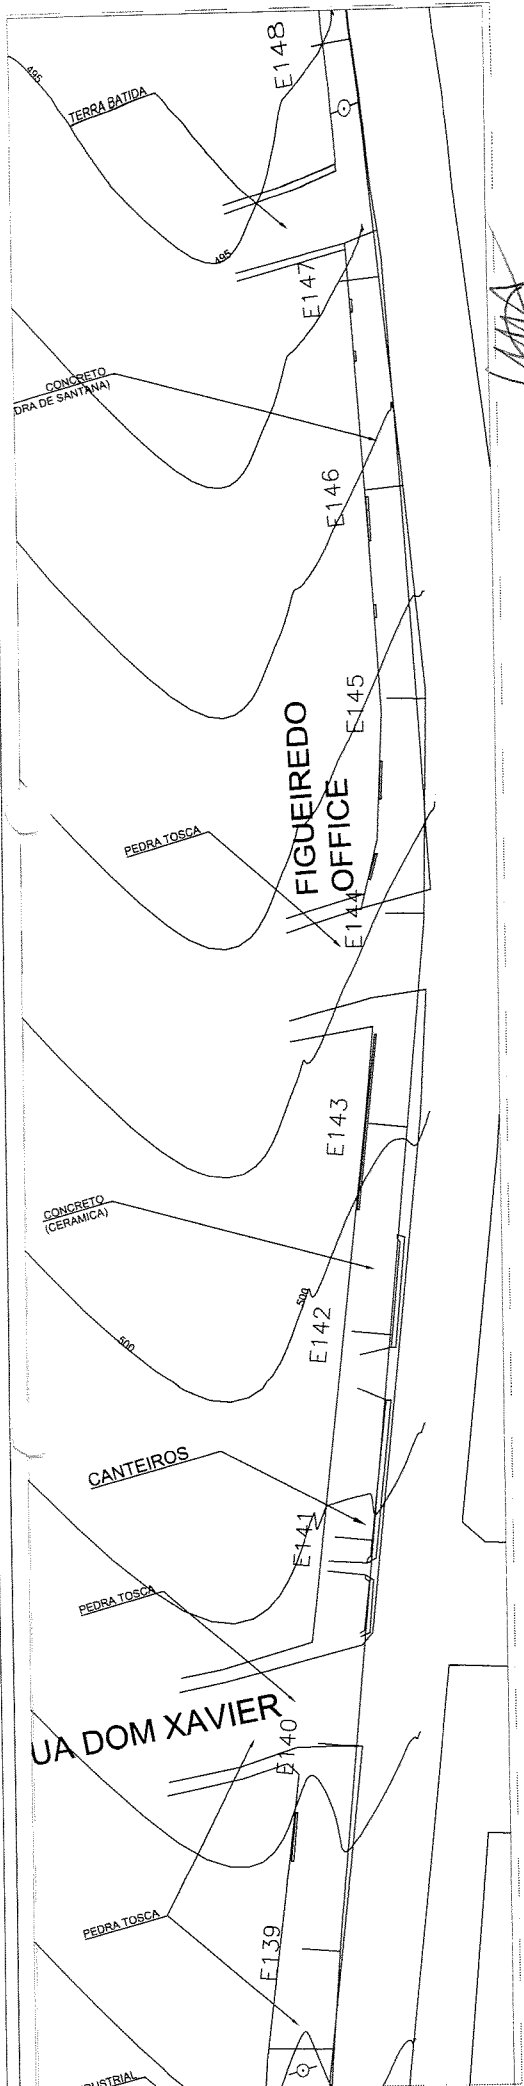 E148
495
TERRA BATIDA
495
E147
CONCRETO
DRA DE SANTANA)
E146
E145
FIGUEIREDO
OFFICE
PEDRA TOSCA
E144
E143
CONCRETO
(CERAMICA)
500
E142
500
CANTEIROS
E141
PEDRA TOSCA
UA DOM XAVIER
E140
PEDRA TOSCA
E139
USTRIAL